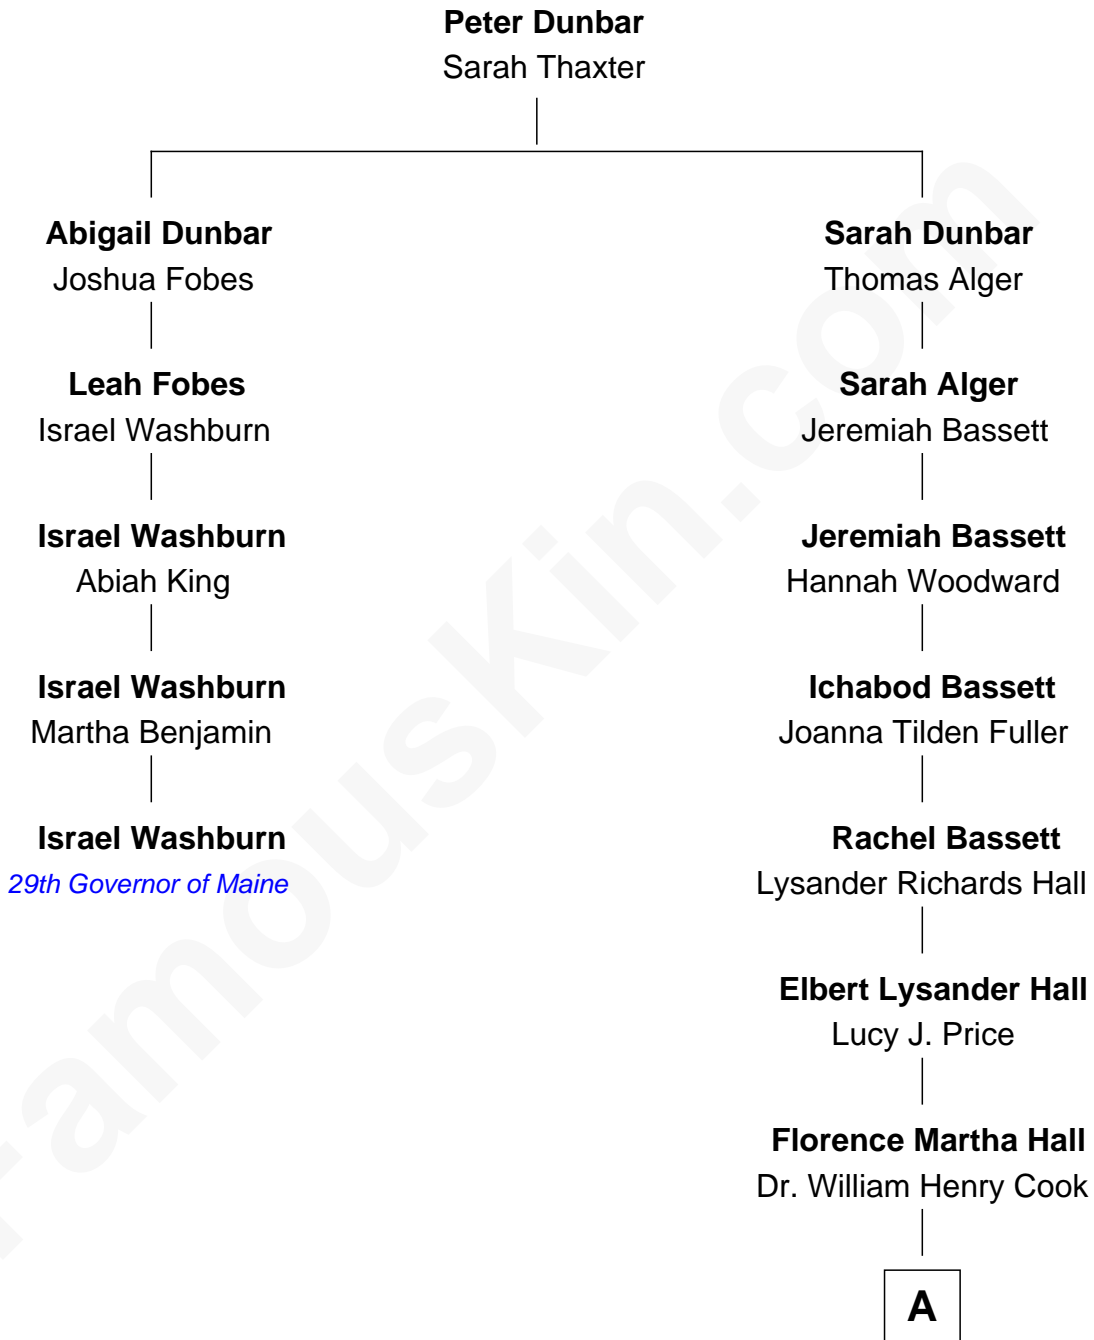 Peter Dunbar
Sarah Thaxter
Abigail Dunbar
Joshua Fobes
Sarah Dunbar
Thomas Alger
Leah Fobes
Israel Washburn
Sarah Alger
Jeremiah Bassett
Israel Washburn
Abiah King
Jeremiah Bassett
Hannah Woodward
Israel Washburn
Martha Benjamin
Ichabod Bassett
Joanna Tilden Fuller
Israel Washburn
29th Governor of Maine
Rachel Bassett
Lysander Richards Hall
Elbert Lysander Hall
Lucy J. Price
Florence Martha Hall
Dr. William Henry Cook
A
FamousKin.com